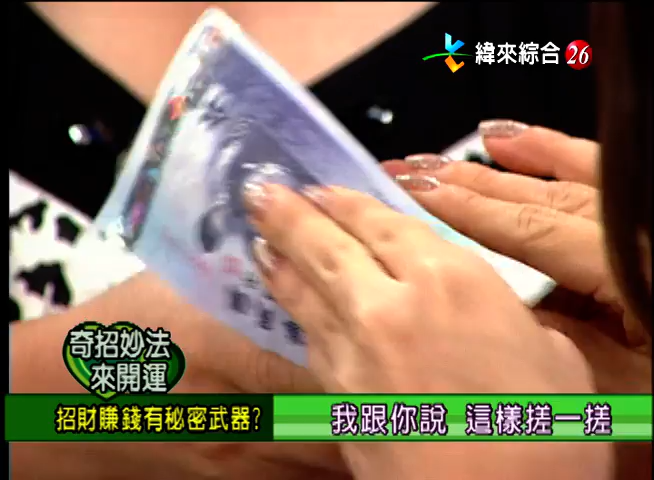 緯來綜合 26
奇招妙法
來開運
招財賺錢有秘密武器?
我跟你說 這樣搓一搓